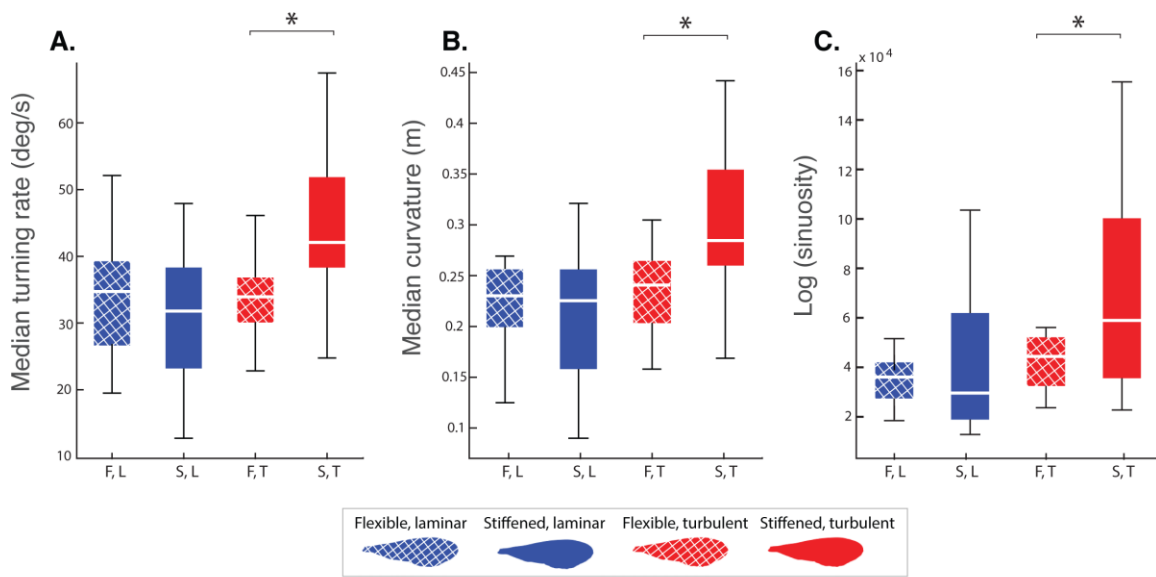 A.
*
Median turning rate (deg/s)
60
50
40
30
20
10
F, L
S, L
F, T
S, T
B.
*
Median curvature (m)
0.45
0.4
0.35
0.3
0.25
0.2
0.15
0.1
F, L
S, L
F, T
S, T
C.
*
x 10 4
Log (sinuosity)
16
14
12
10
8
6
4
2
F, L
S, L
F, T
S, T
Flexible, laminar
Stiffened, laminar
Flexible, turbulent
Stiffened, turbulent